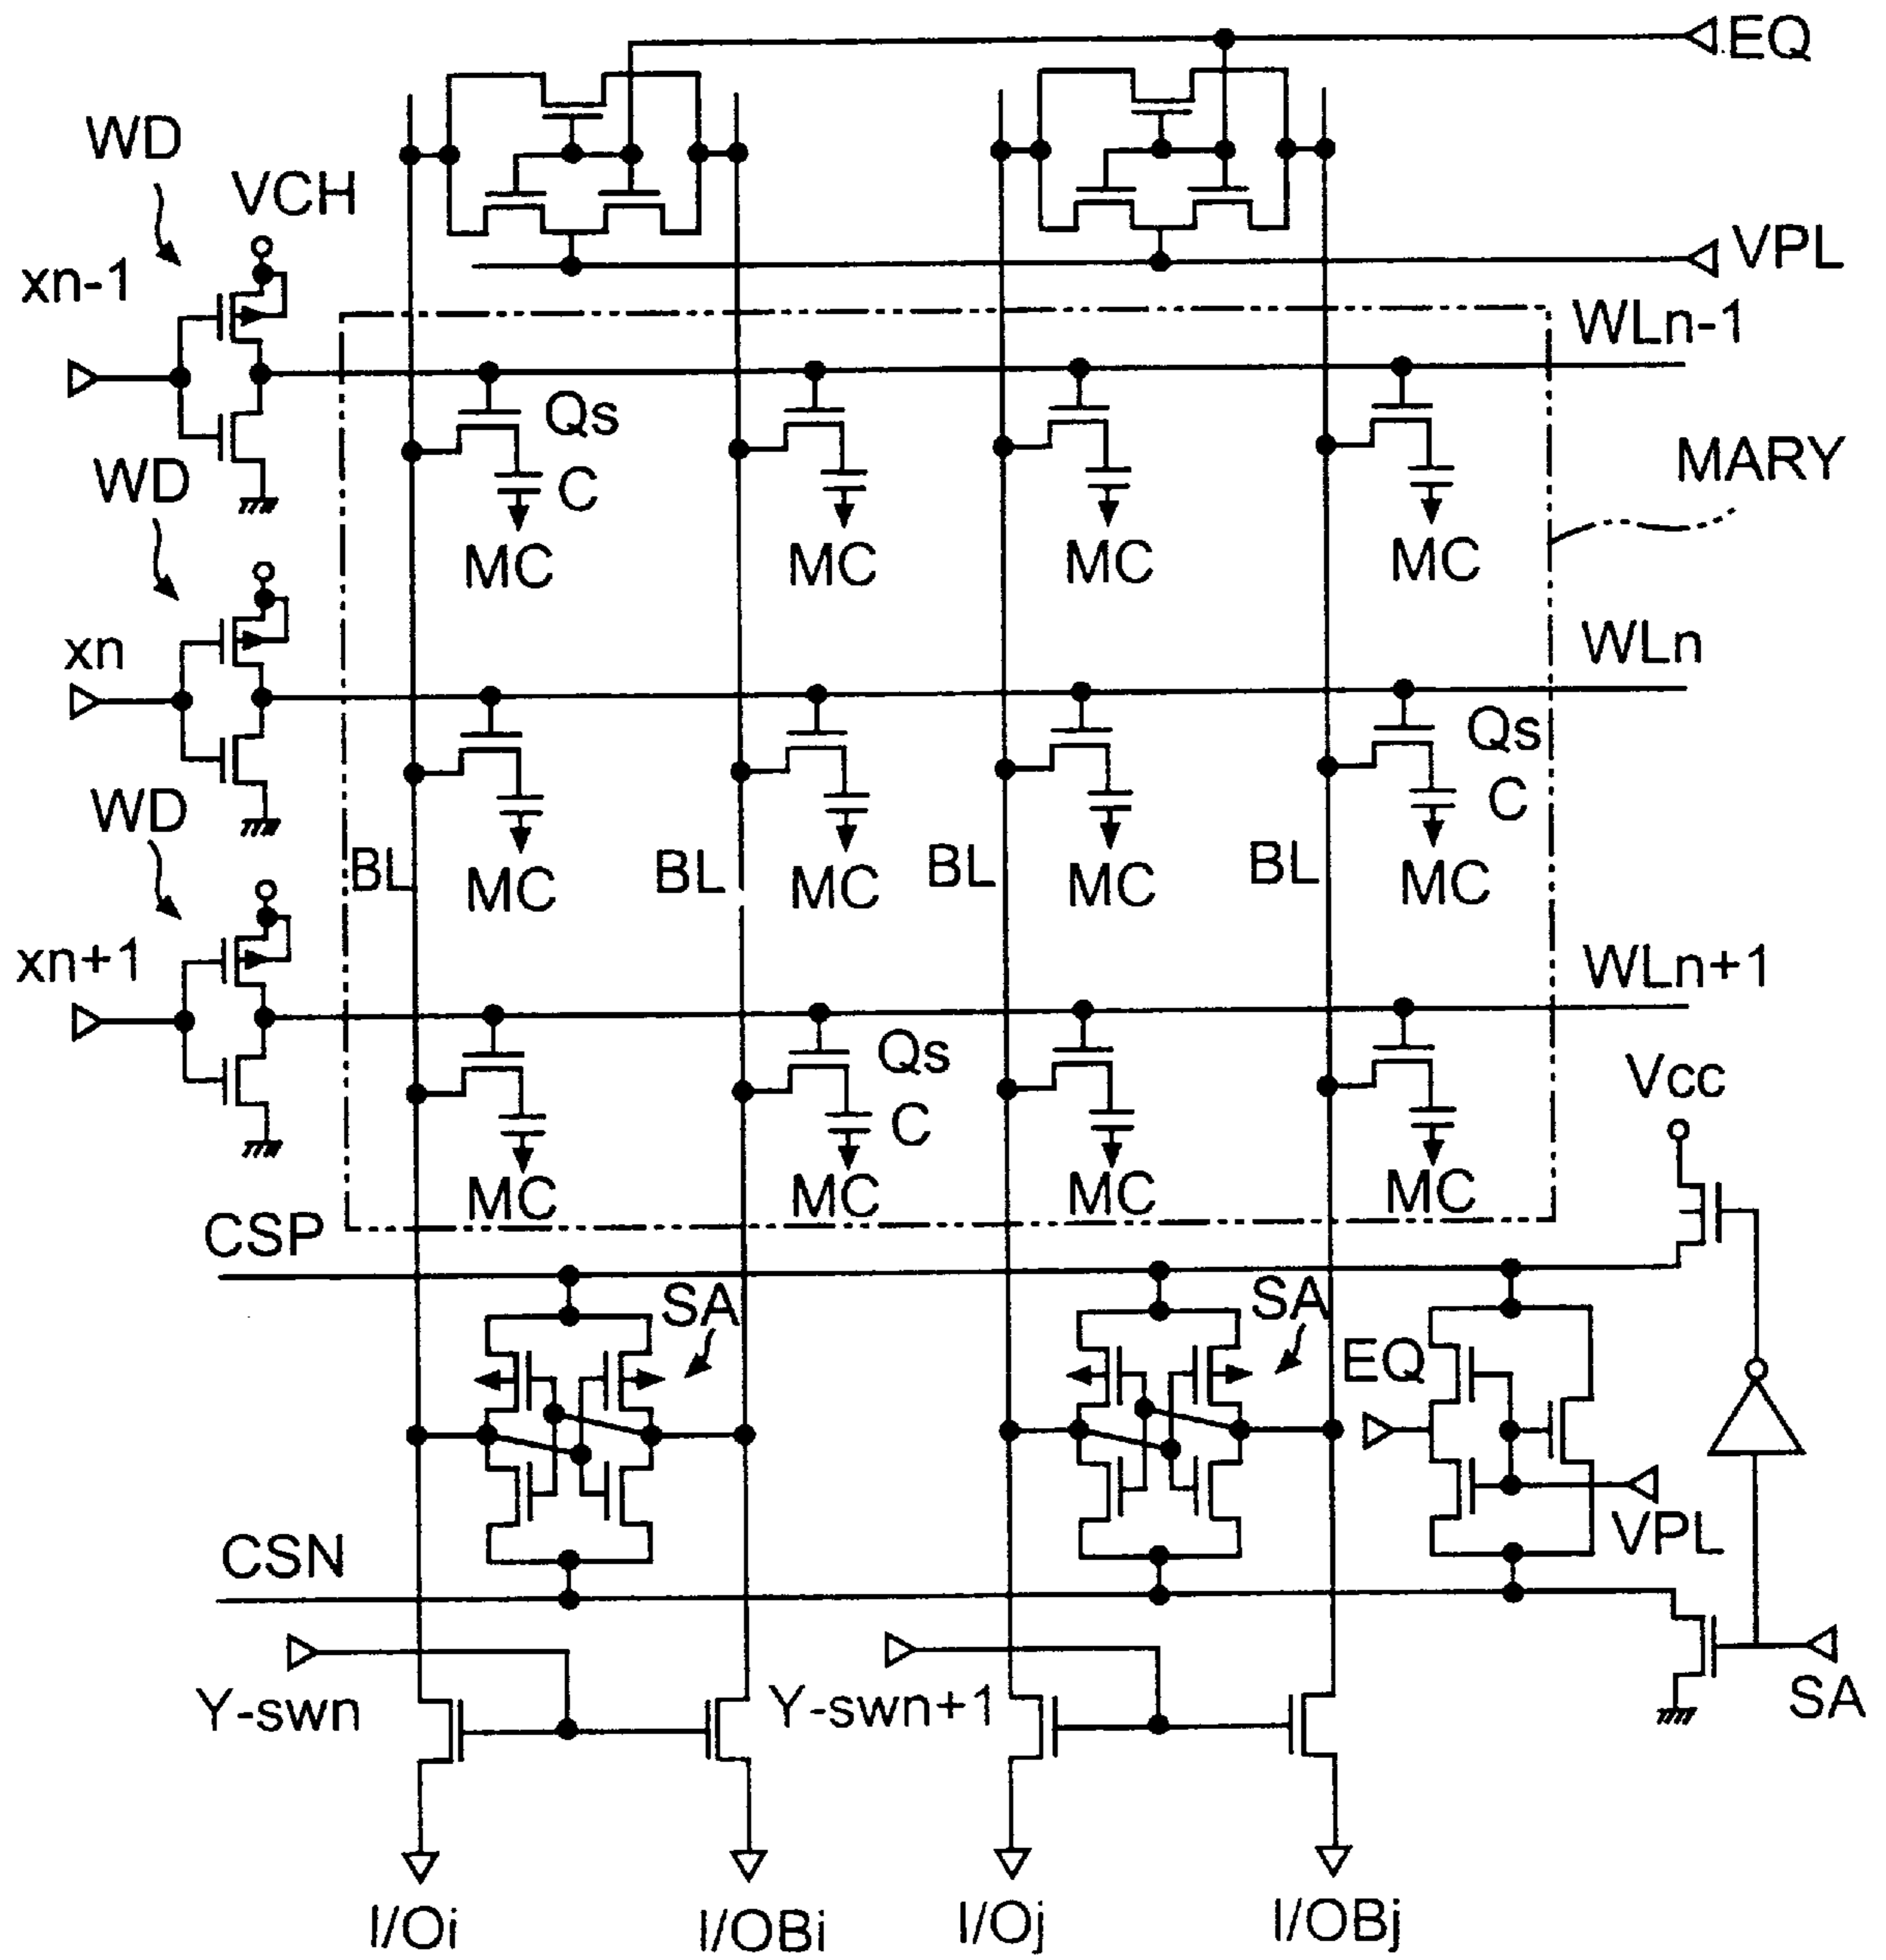 EQ
WD
VCH
VPL
xn-1
WLn-1
Qs
MARY
WD
C
MC MC MC MC
xn
WLn
Qs
WD
C
BL BL BL BL
MC MC MC MC
xn+1
WLn+1
Qs
Vcc
C
MC MC MC MC
CSP
SA SA
EQ
CSN
VPL
Y-swn Y-swn+1
SA
I/Oi I/OBi I/Oj I/OBj